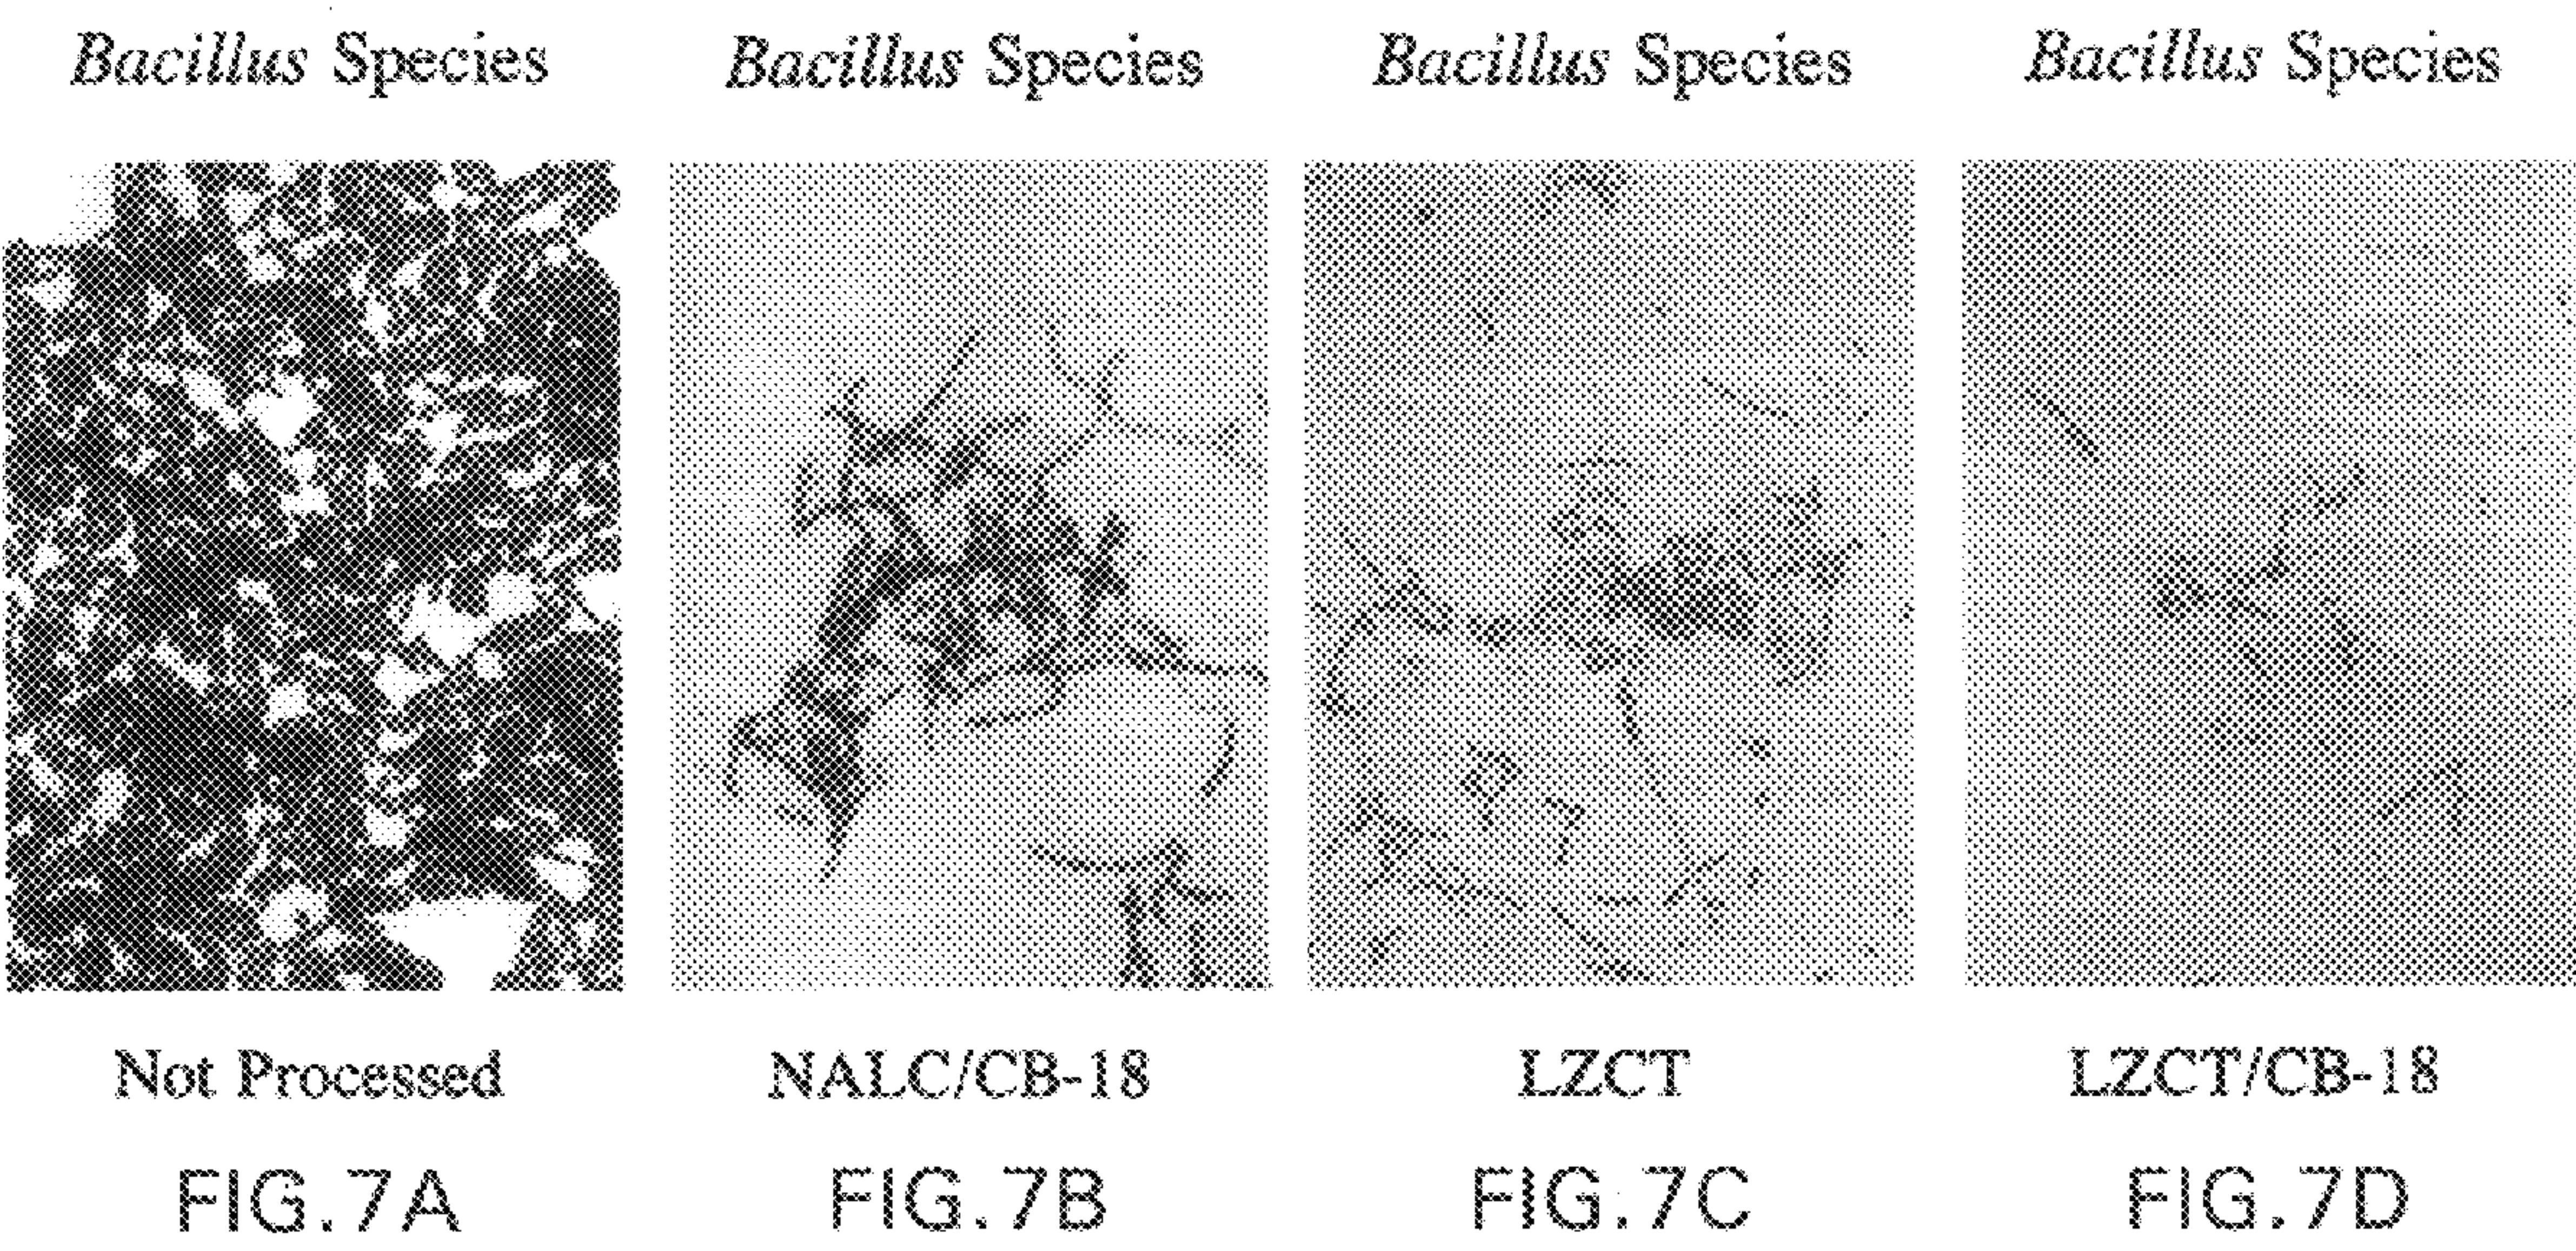 Bacillus Species
Bacillus Species
Bacillus Species
Bacillus Species
Not Processed
NALC/CB-18
LZCT
LZCT/CB-18
FIG.7A
FIG.7B
FIG.7C
FIG.7D